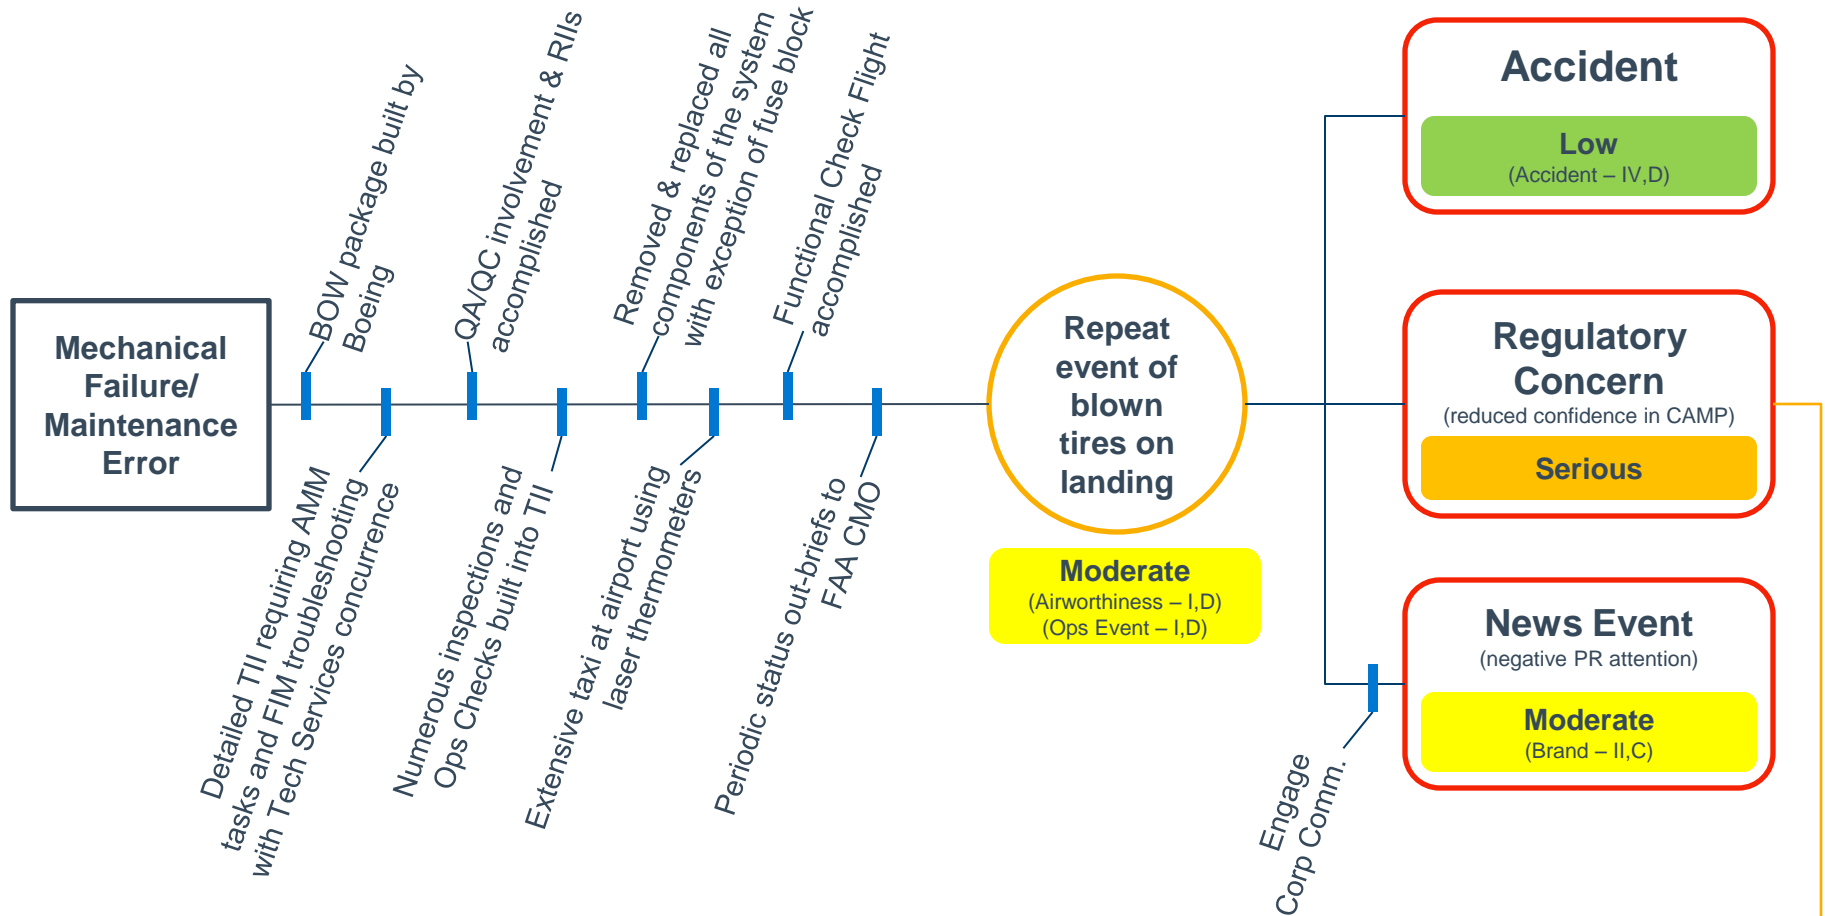 Mechanical
Failure/
Maintenance
Error
BOW package built by
Boeing
Detailed TII requiring AMM
tasks and FIM troubleshooting
with Tech Services concurrence
QA/QC involvement & RIIs
accomplished
Numerous inspections and
Ops Checks built into TII
Removed & replaced all
components of the system
with exception of fuse block
Extensive taxi at airport using
laser thermometers
Functional Check Flight
accomplished
Periodic status out-briefs to
FAA CMO
Repeat
event of
blown
tires on
landing
Moderate
(Airworthiness – I,D)
(Ops Event – I,D)
Accident
Low
(Accident – IV,D)
Regulatory
Concern
(reduced confidence in CAMP)
Serious
Engage
Corp Comm.
News Event
(negative PR attention)
Moderate
(Brand – II,C)